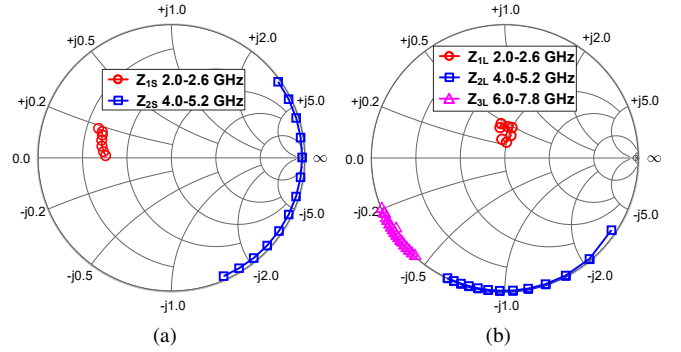 +j1.0
+j0.5
+j2.0
Z1S 2.0-2.6 GHz
Z2S 4.0-5.2 GHz
+j0.2
+j5.0
0.0
∞
-j0.2
-j5.0
-j0.5
-j2.0
-j1.0
(a)
+j1.0
+j0.5
+j2.0
Z1L 2.0-2.6 GHz
Z2L 4.0-5.2 GHz
Z3L 6.0-7.8 GHz
+j0.2
+j5.0
0.0
∞
-j0.2
-j5.0
-j0.5
-j2.0
-j1.0
(b)